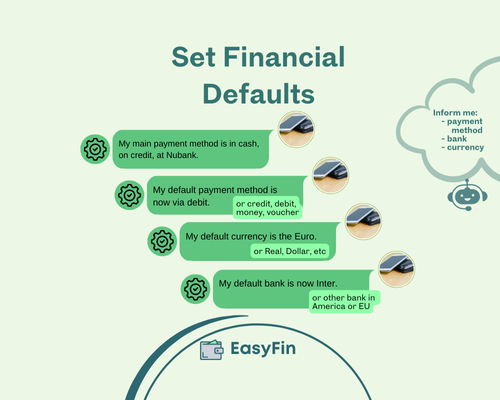 Set Financial
Defaults
Inform me:
- payment
method
- bank
- currency
My main payment method is in cash,
on credit, at Nubank.
My default payment method is
now via debit.
or credit, debit,
money, voucher
My default currency is the Euro.
or Real, Dollar, etc
My default bank is now Inter.
or other bank in
America or EU
EasyFin